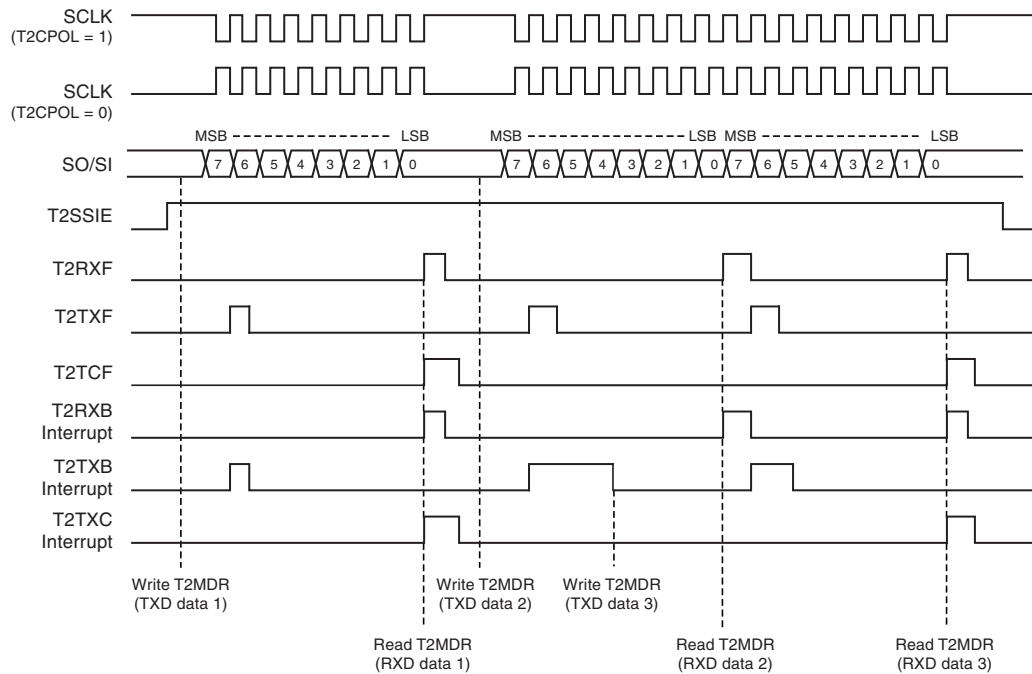 SCLK
(T2CPOL = 1)
SCLK
(T2CPOL = 0)
MSB LSB MSB LSB MSB LSB
SO/SI 7 6 5 4 3 2 1 0 7 6 5 4 3 2 1 0 7 6 5 4 3 2 1 0
T2SSIE
T2RXF
T2TXF
T2TCF
T2RXB
Interrupt
T2TXB
Interrupt
T2TXC
Interrupt
Write T2MDR Write T2MDR Write T2MDR
(TXD data 1) (TXD data 2) (TXD data 3)
Read T2MDR Read T2MDR Read T2MDR
(RXD data 1) (RXD data 2) (RXD data 3)